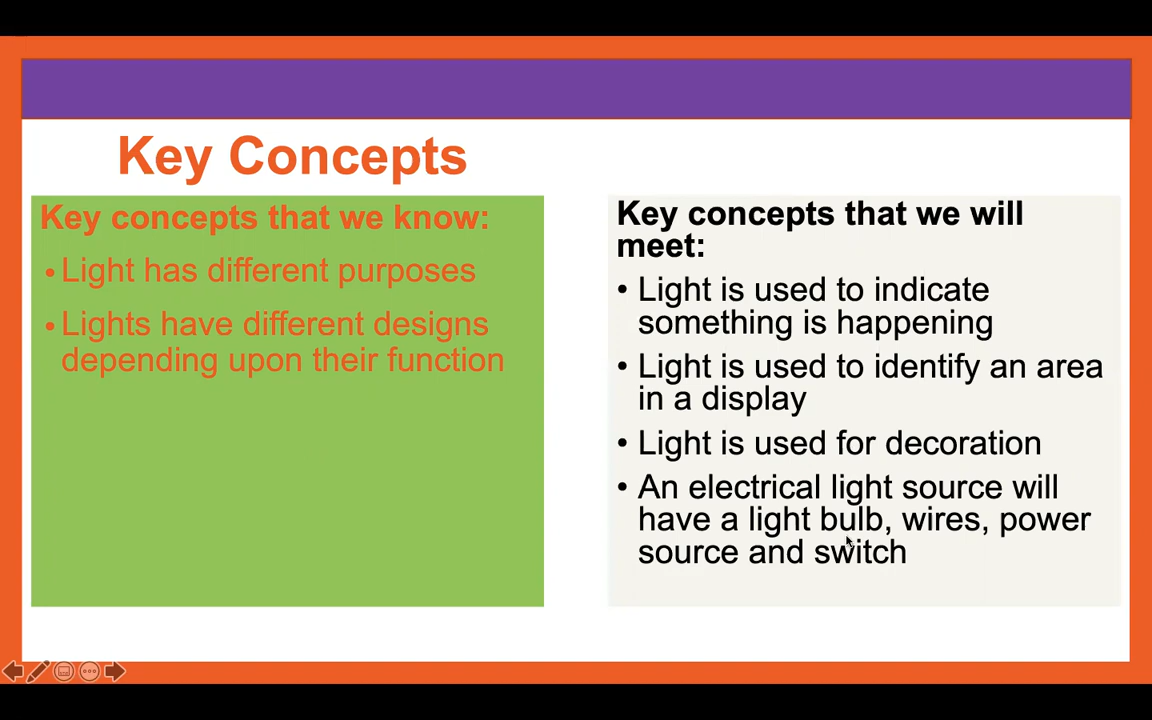 Key Concepts
Key concepts that we know:
• Light has different purposes
• Lights have different designs
depending upon their function
Key concepts that we will
meet:
• Light is used to indicate
something is happening
• Light is used to identify an area
in a display
• Light is used for decoration
• An electrical light source will
have a light bulb, wires, power
source and switch